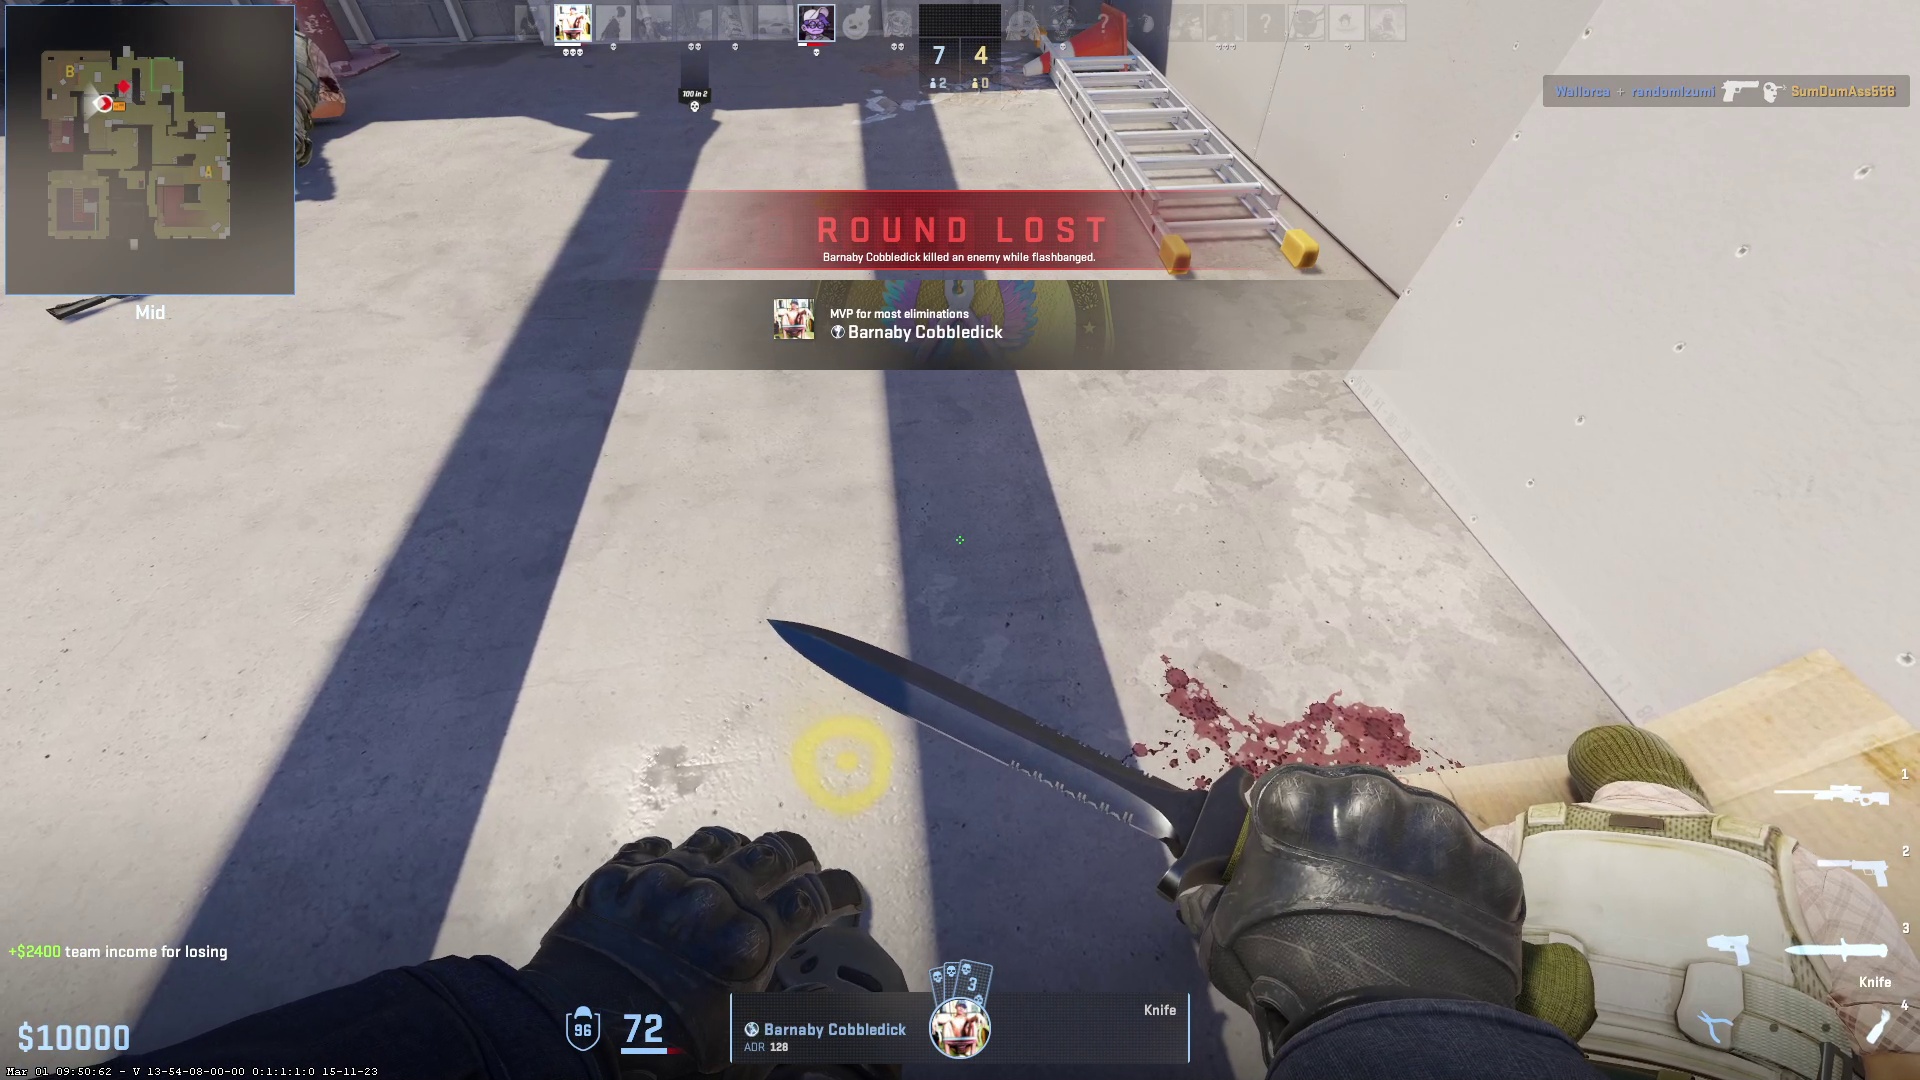 B
A
Mid
7
4
2
0
?
?
100 in 2
Wallorca + randomizumi SumDumAss666
ROUND LOST
Barnaby Cobbledick killed an enemy while flashbanged.
MVP for most eliminations
Barnaby Cobbledick
1
2
3
Knife
4
+$2400 team income for losing
$10000
96
72
Barnaby Cobbledick
ADR 128
3
Knife
Mar 01 09:50:62 - V 13-54-08-00-00 0:1:1:1:0 15-11-23